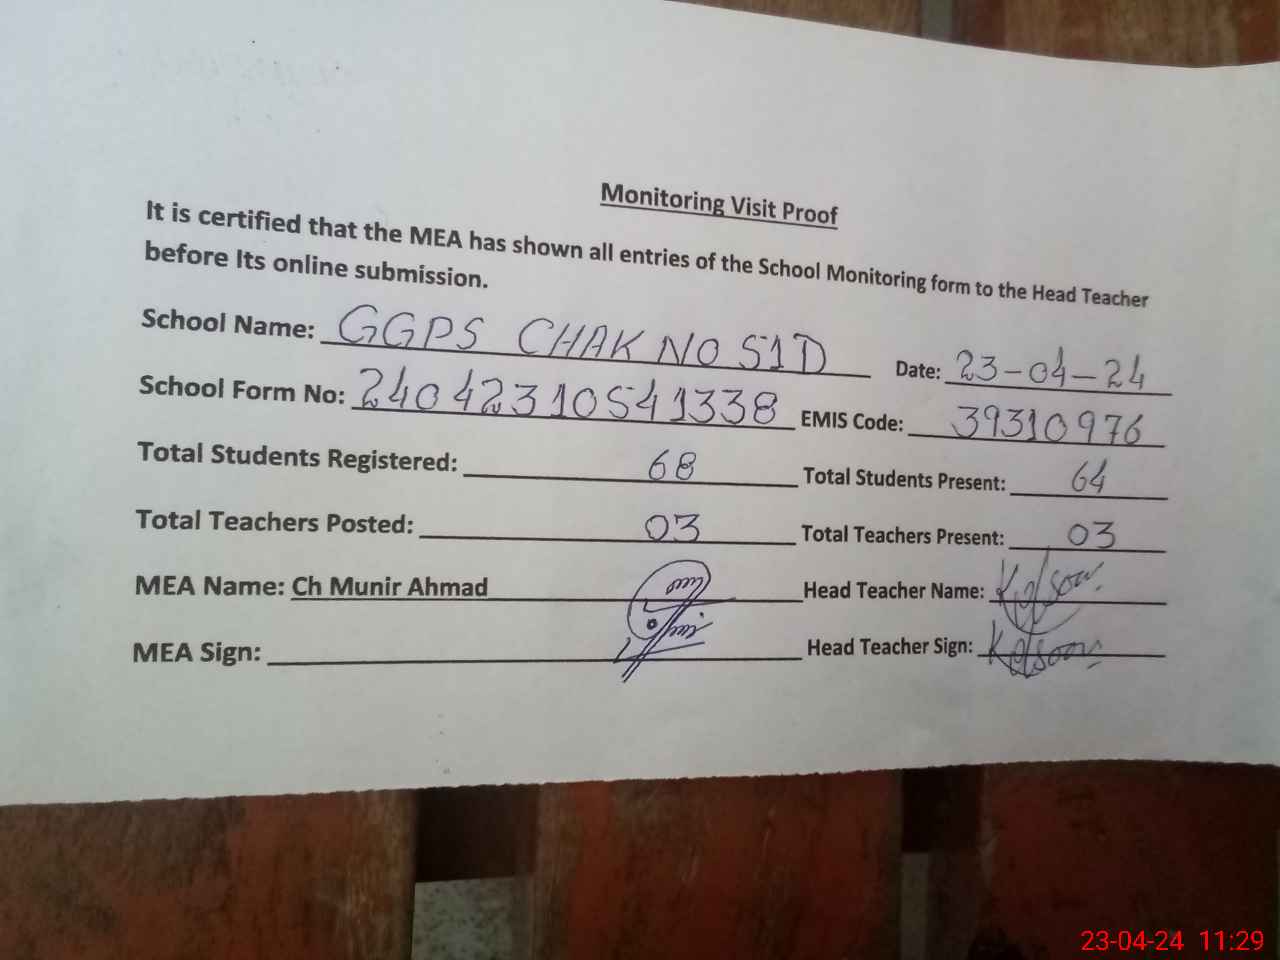 Monitoring Visit Proof
It is certified that the MEA has shown all entries of the School Monitoring form to the Head Teacher
before Its online submission.
School Name: GGPS CHAK NO 51D Date: 23-04-24
School Form No: 24042310541338 EMIS Code: 39310976
Total Students Registered: 68 Total Students Present: 64
Total Teachers Posted: 03 Total Teachers Present: 03
MEA Name: Ch Munir Ahmad Head Teacher Name: Kolsoom
MEA Sign: Head Teacher Sign: Kolsoom
23-04-24 11:29